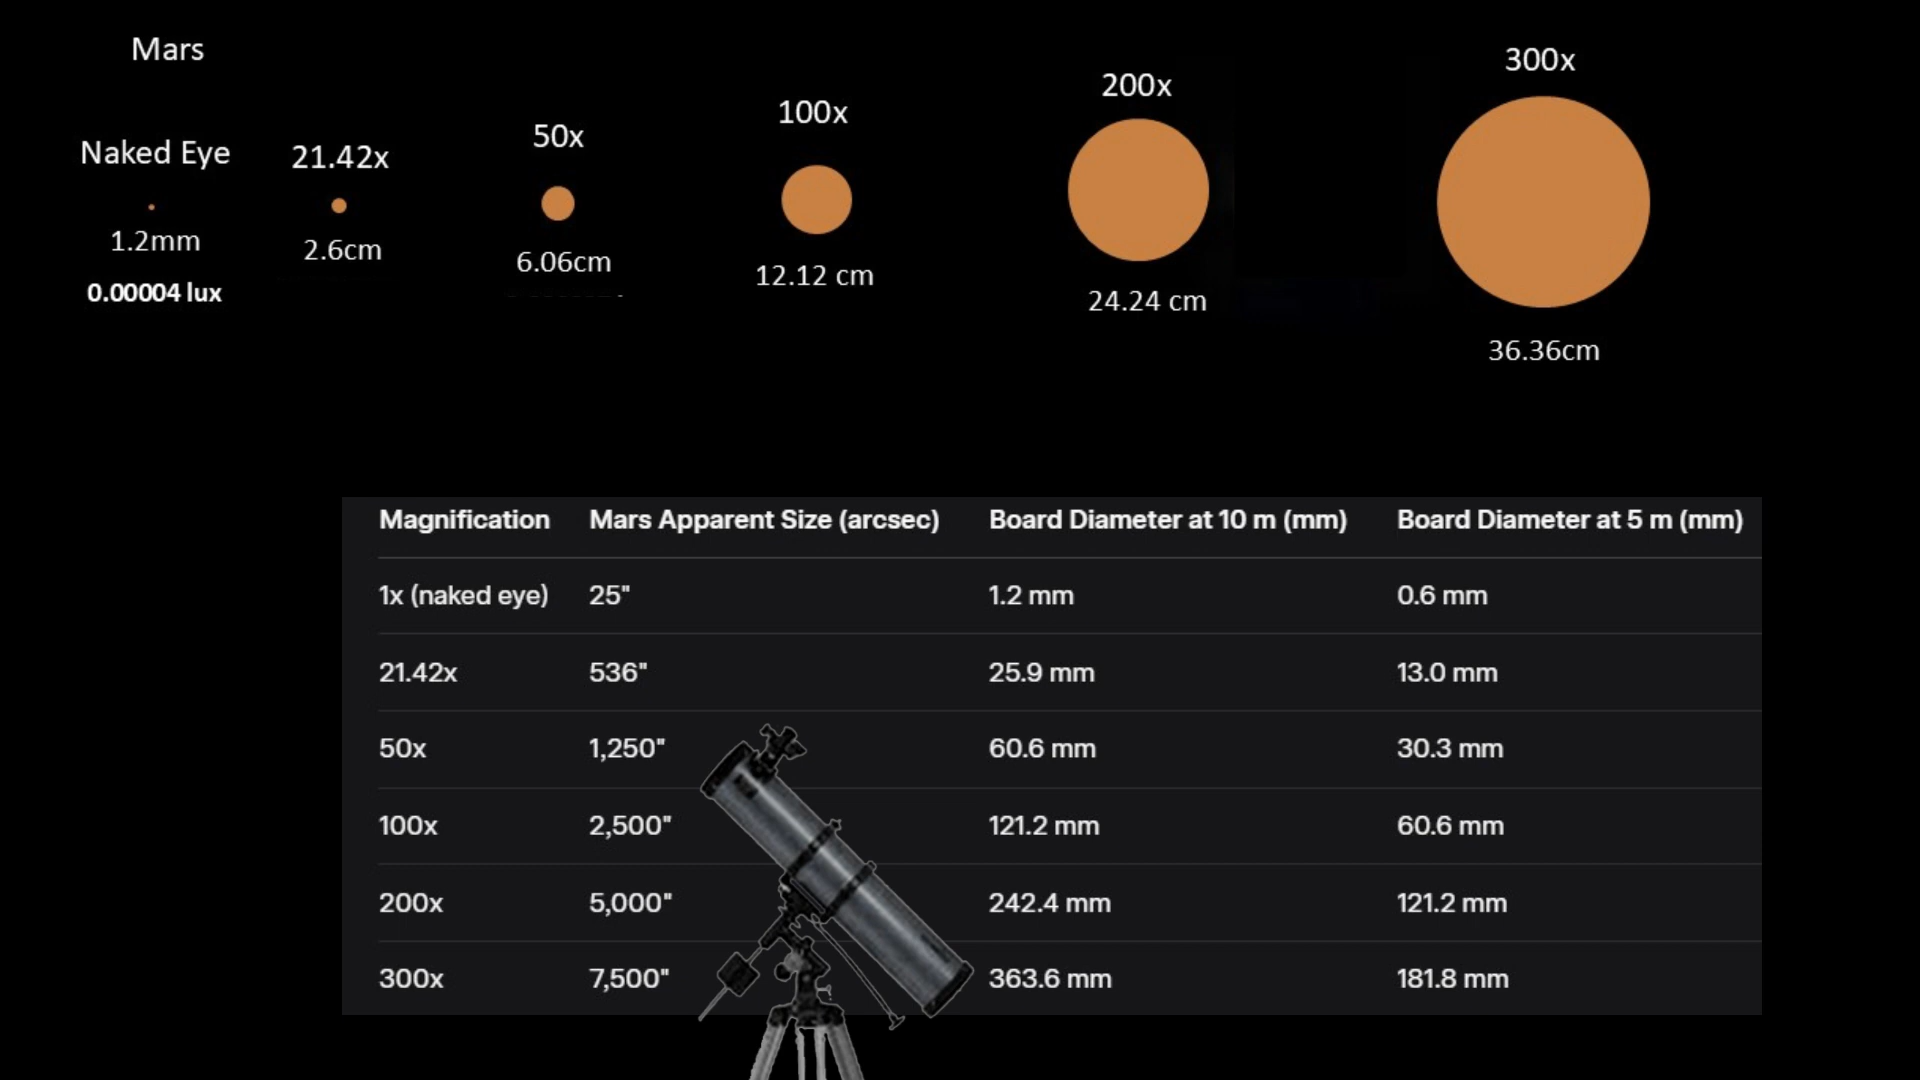 Mars
Naked Eye
1.2mm
0.00004 lux
21.42x
2.6cm
50x
6.06cm
100x
12.12 cm
200x
24.24 cm
300x
36.36cm
Magnification Mars Apparent Size (arcsec) Board Diameter at 10 m (mm) Board Diameter at 5 m (mm)
1x (naked eye) 25" 1.2 mm 0.6 mm
21.42x 536" 25.9 mm 13.0 mm
50x 1,250" 60.6 mm 30.3 mm
100x 2,500" 121.2 mm 60.6 mm
200x 5,000" 242.4 mm 121.2 mm
300x 7,500" 363.6 mm 181.8 mm